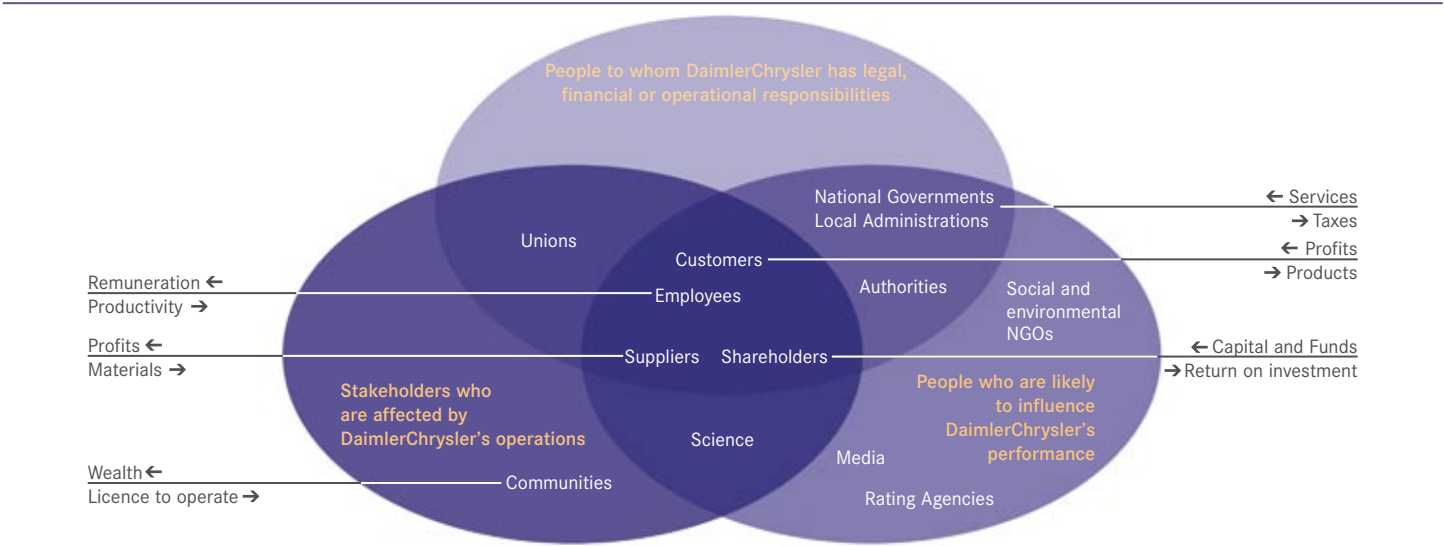 People to whom DaimlerChrysler has legal,
financial or operational responsibilities
National Governments
Local Administrations
← Services
→ Taxes
Unions
Customers
← Profits
→ Products
Remuneration ←
Productivity →
Employees
Authorities
Social and
environmental
NGOs
Profits ←
Materials →
Suppliers
Shareholders
← Capital and Funds
→ Return on investment
Stakeholders who
are affected by
DaimlerChrysler's operations
People who are likely
to influence
DaimlerChrysler's
performance
Science
Media
Rating Agencies
Wealth ←
Licence to operate →
Communities